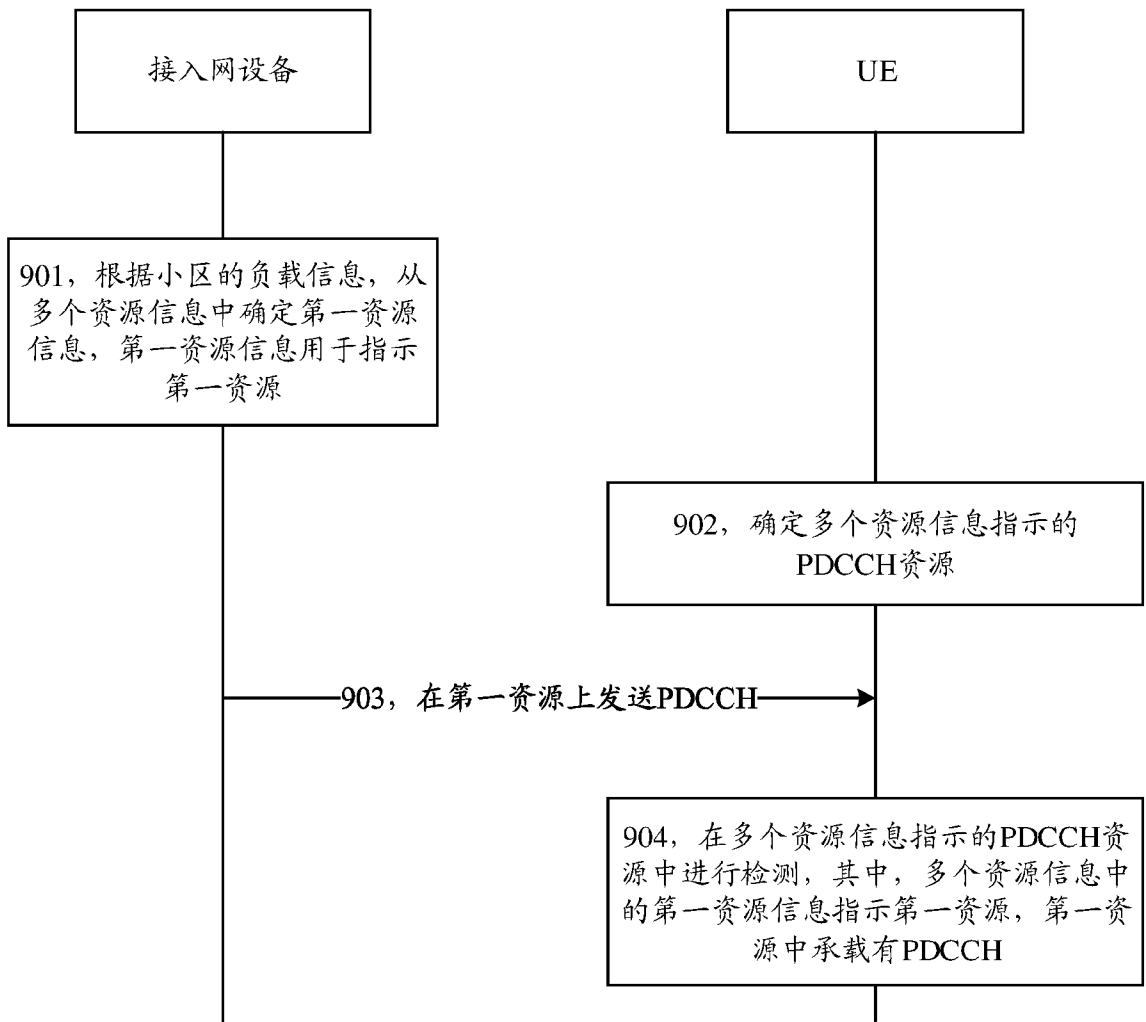 接入网设备
UE
901，根据小区的负载信息，从
多个资源信息中确定第一资源
信息，第一资源信息用于指示
第一资源
902，确定多个资源信息指示的
PDCCH资源
903，在第一资源上发送PDCCH
904，在多个资源信息指示的PDCCH资
源中进行检测，其中，多个资源信息中
的第一资源信息指示第一资源，第一资
源中承载有PDCCH